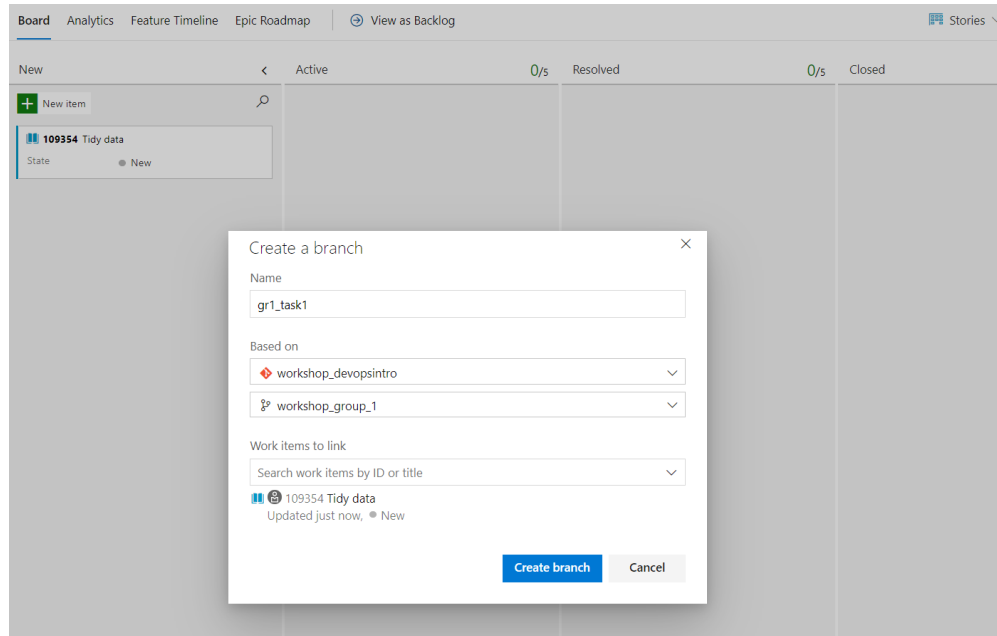 Board Analytics Feature Timeline Epic Roadmap View as Backlog Stories
New Active 0/5 Resolved 0/5 Closed
New item
109354 Tidy data
State New
Create a branch
Name
gr1_task1
Based on
workshop_devopsintro
workshop_group_1
Work items to link
Search work items by ID or title
109354 Tidy data
Updated just now, New
Create branch Cancel